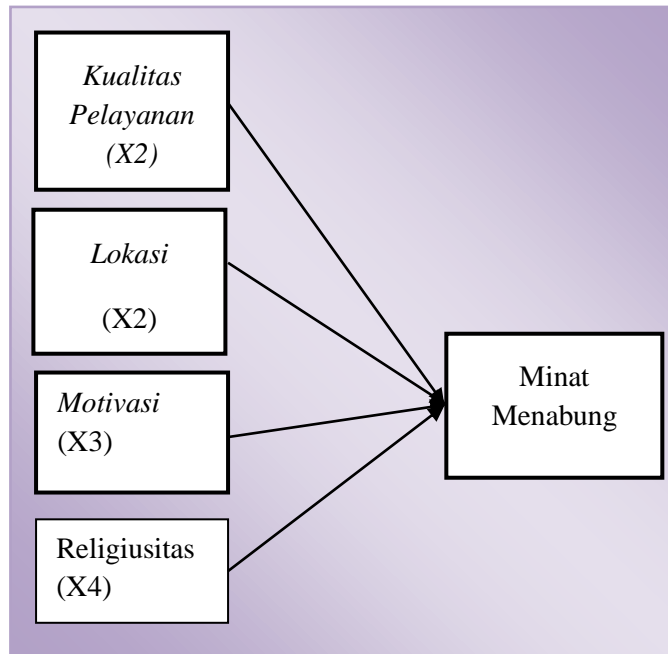 Kualitas
Pelayanan
(X2)
Lokasi
(X2)
Motivasi
(X3)
Religiusitas
(X4)
Minat
Menabung